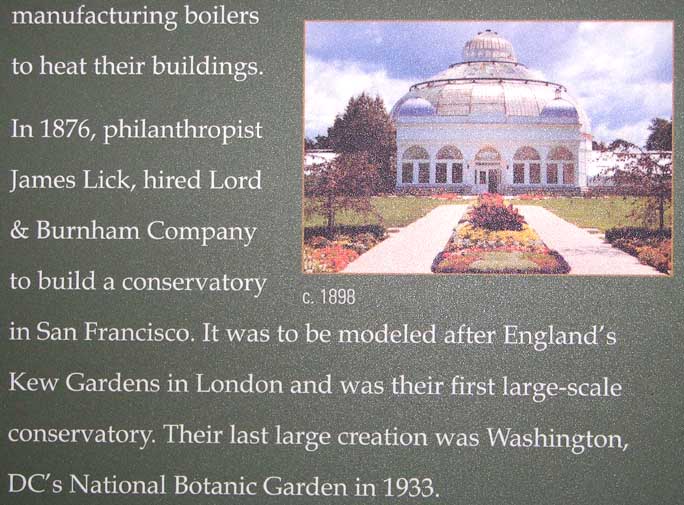 manufacturing boilers
to heat their buildings.
In 1876, philanthropist
James Lick, hired Lord
& Burnham Company
to build a conservatory
c. 1898
in San Francisco. It was to be modeled after England's
Kew Gardens in London and was their first large-scale
conservatory. Their last large creation was Washington,
DC's National Botanic Garden in 1933.